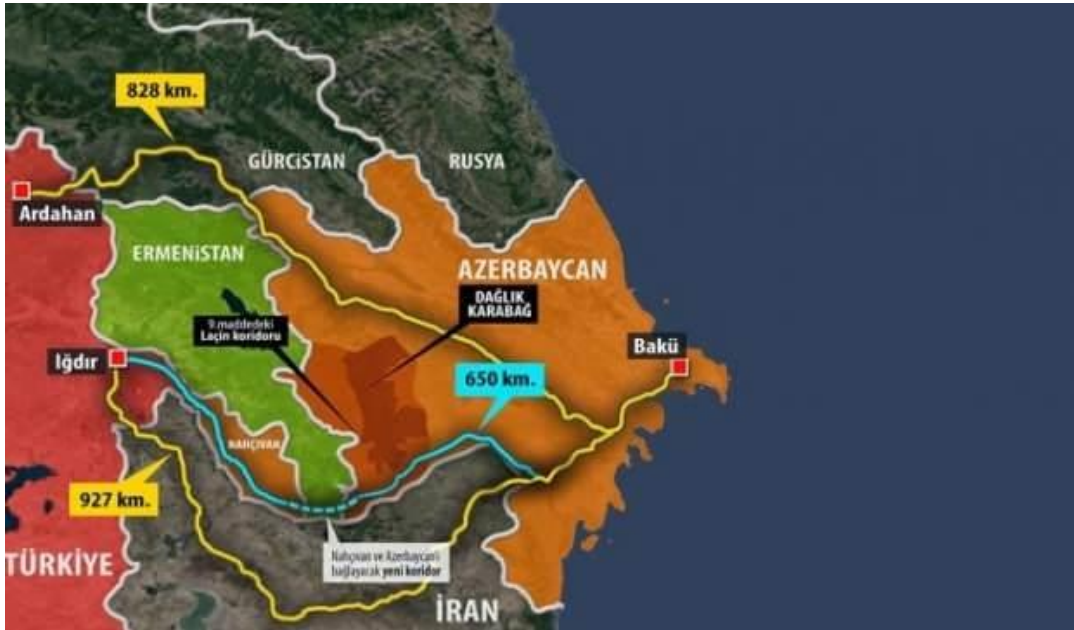 828 km.
GÜRCİSTAN
RUSYA
Ardahan
ERMENİSTAN
AZERBAYCAN
DAĞLIK
KARABAĞ
9.maddedeki
Laçin koridoru
Iğdır
Bakü
650 km.
NAHÇIVAN
927 km.
Nahçıvan ve Azerbaycan'ı
bağlayacak yeni koridor
TÜRKİYE
İRAN